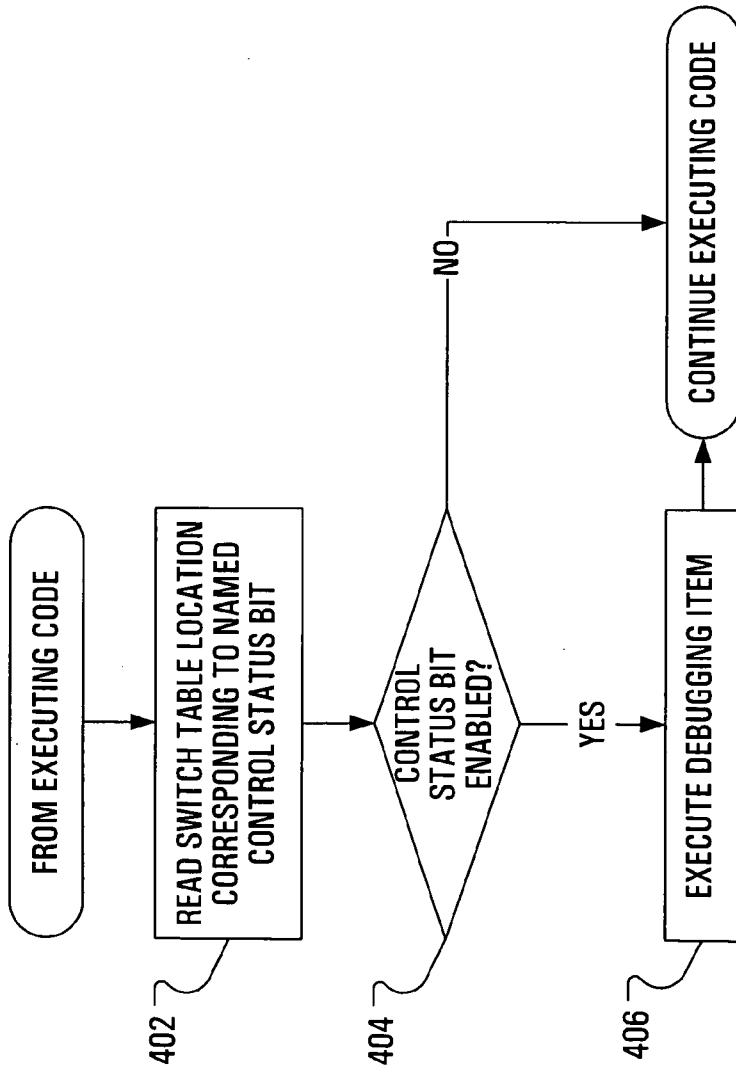 FROM EXECUTING CODE
402
READ SWITCH TABLE LOCATION
CORRESPONDING TO NAMED
CONTROL STATUS BIT
404
CONTROL
STATUS BIT
ENABLED?
NO
YES
406
EXECUTE DEBUGGING ITEM
CONTINUE EXECUTING CODE